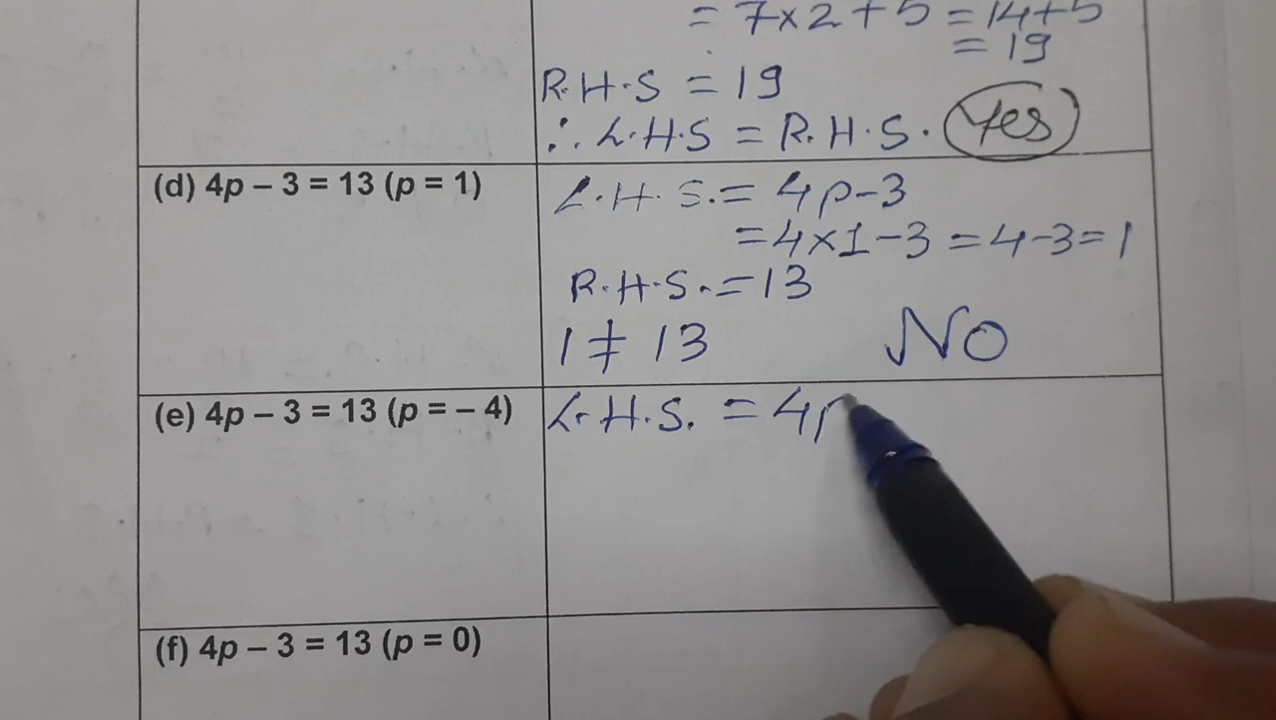 = 7×2+5 = 14+5
= 19
R.H.S = 19
∴ L.H.S = R.H.S. Yes
(d) 4p – 3 = 13 (p = 1)
L.H.S. = 4p-3
= 4×1-3 = 4-3=1
R.H.S. = 13
1 ≠ 13 No
(e) 4p – 3 = 13 (p = – 4)
L.H.S. = 4p
(f) 4p – 3 = 13 (p = 0)